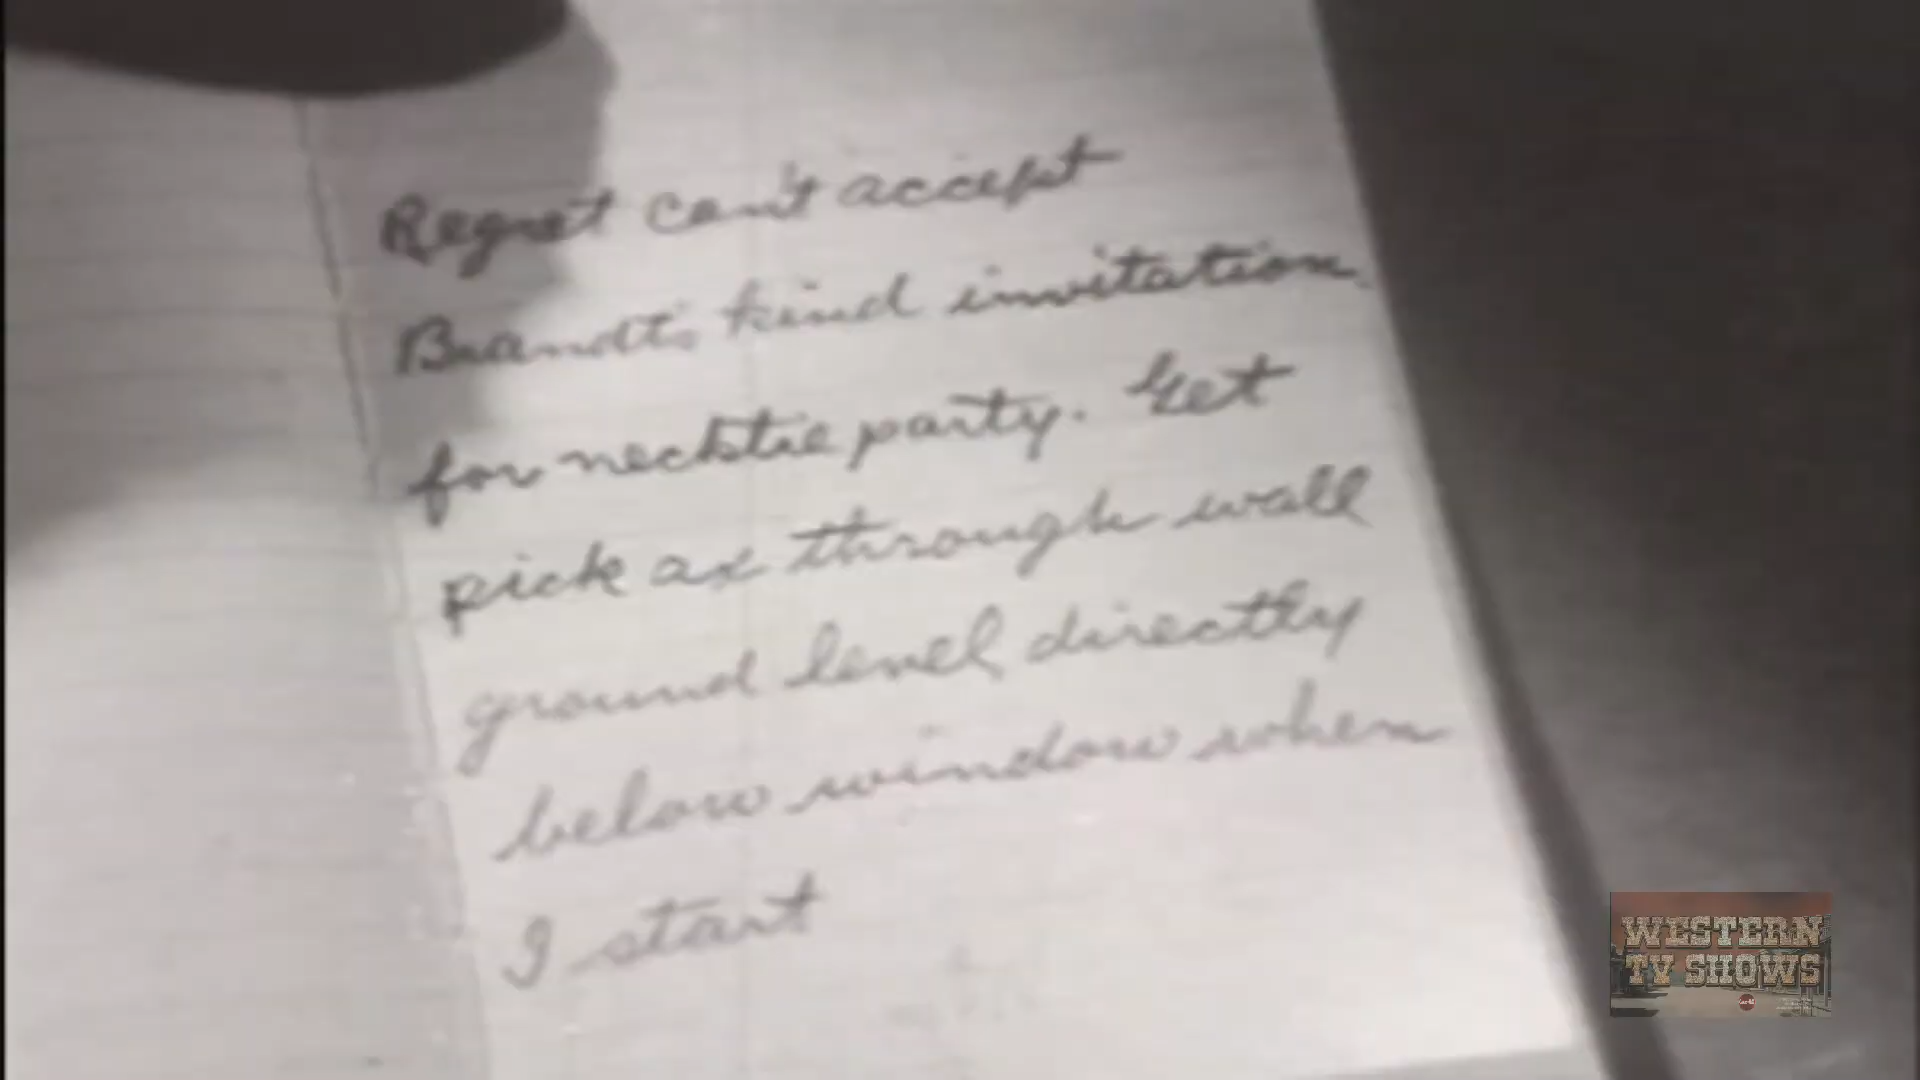 Regret can't accept
Brandt's kind invitation
for necktie party. Get
pick ax through wall
ground level directly
below window when
I start
WESTERN
TV SHOWS